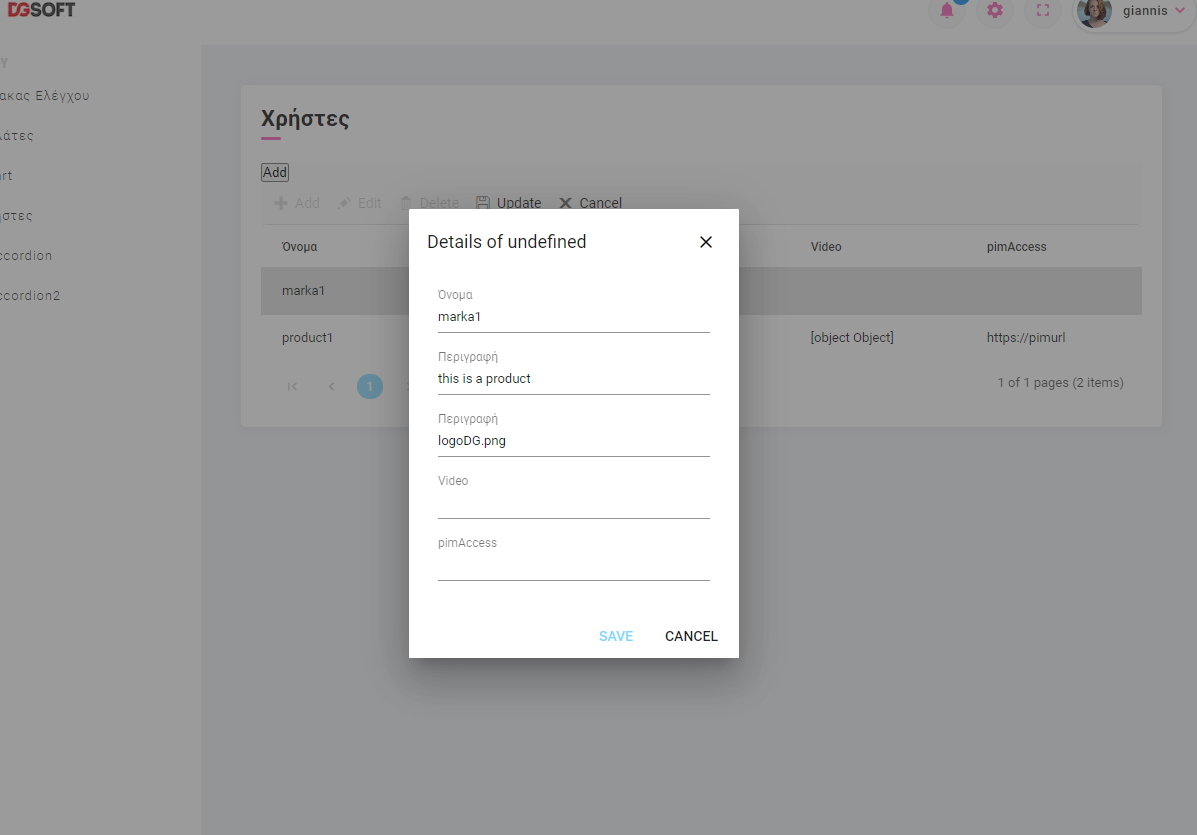 DGSOFT
giannis
Υ
ακας Ελέγχου
λάτες
rt
ήστες
ccordion
ccordion2
Χρήστες
Add
Add Edit Delete Update Cancel
Όνομα Video pimAccess
marka1
product1 [object Object] https://pimurl
1
1 of 1 pages (2 items)
Details of undefined
Όνομα
marka1
Περιγραφή
this is a product
Περιγραφή
logoDG.png
Video
pimAccess
SAVE CANCEL